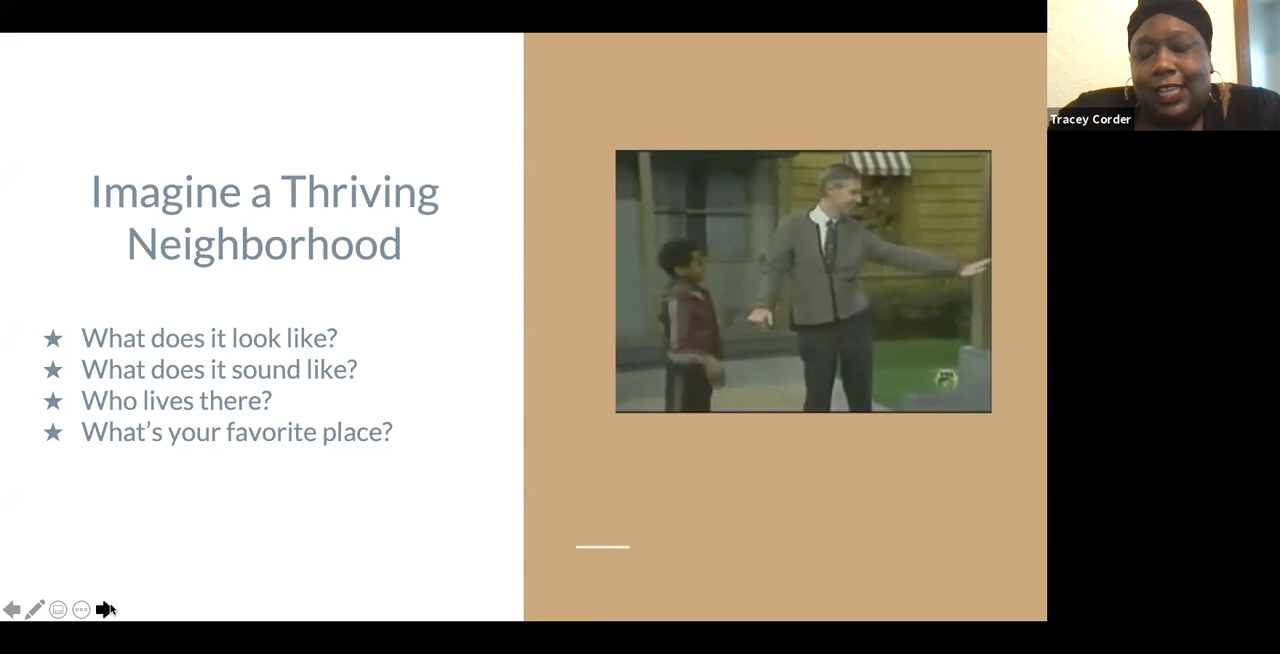 Imagine a Thriving
Neighborhood
★ What does it look like?
★ What does it sound like?
★ Who lives there?
★ What’s your favorite place?
Tracey Corder